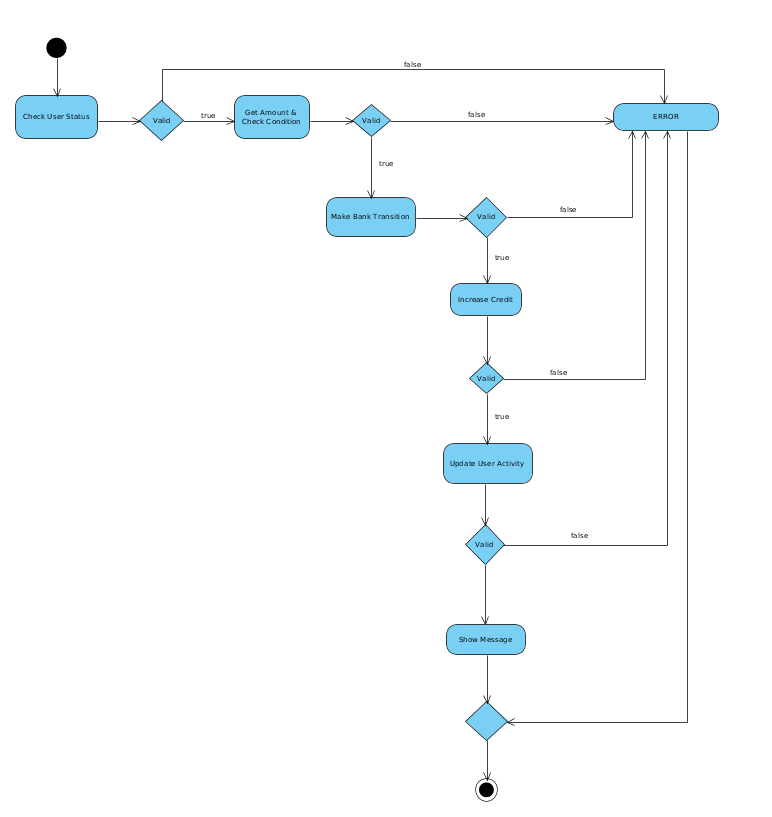 false
Check User Status
Valid
true
Get Amount &
Check Condition
Valid
false
ERROR
true
Make Bank Transition
Valid
false
true
Increase Credit
Valid
false
true
Update User Activity
Valid
false
Show Message